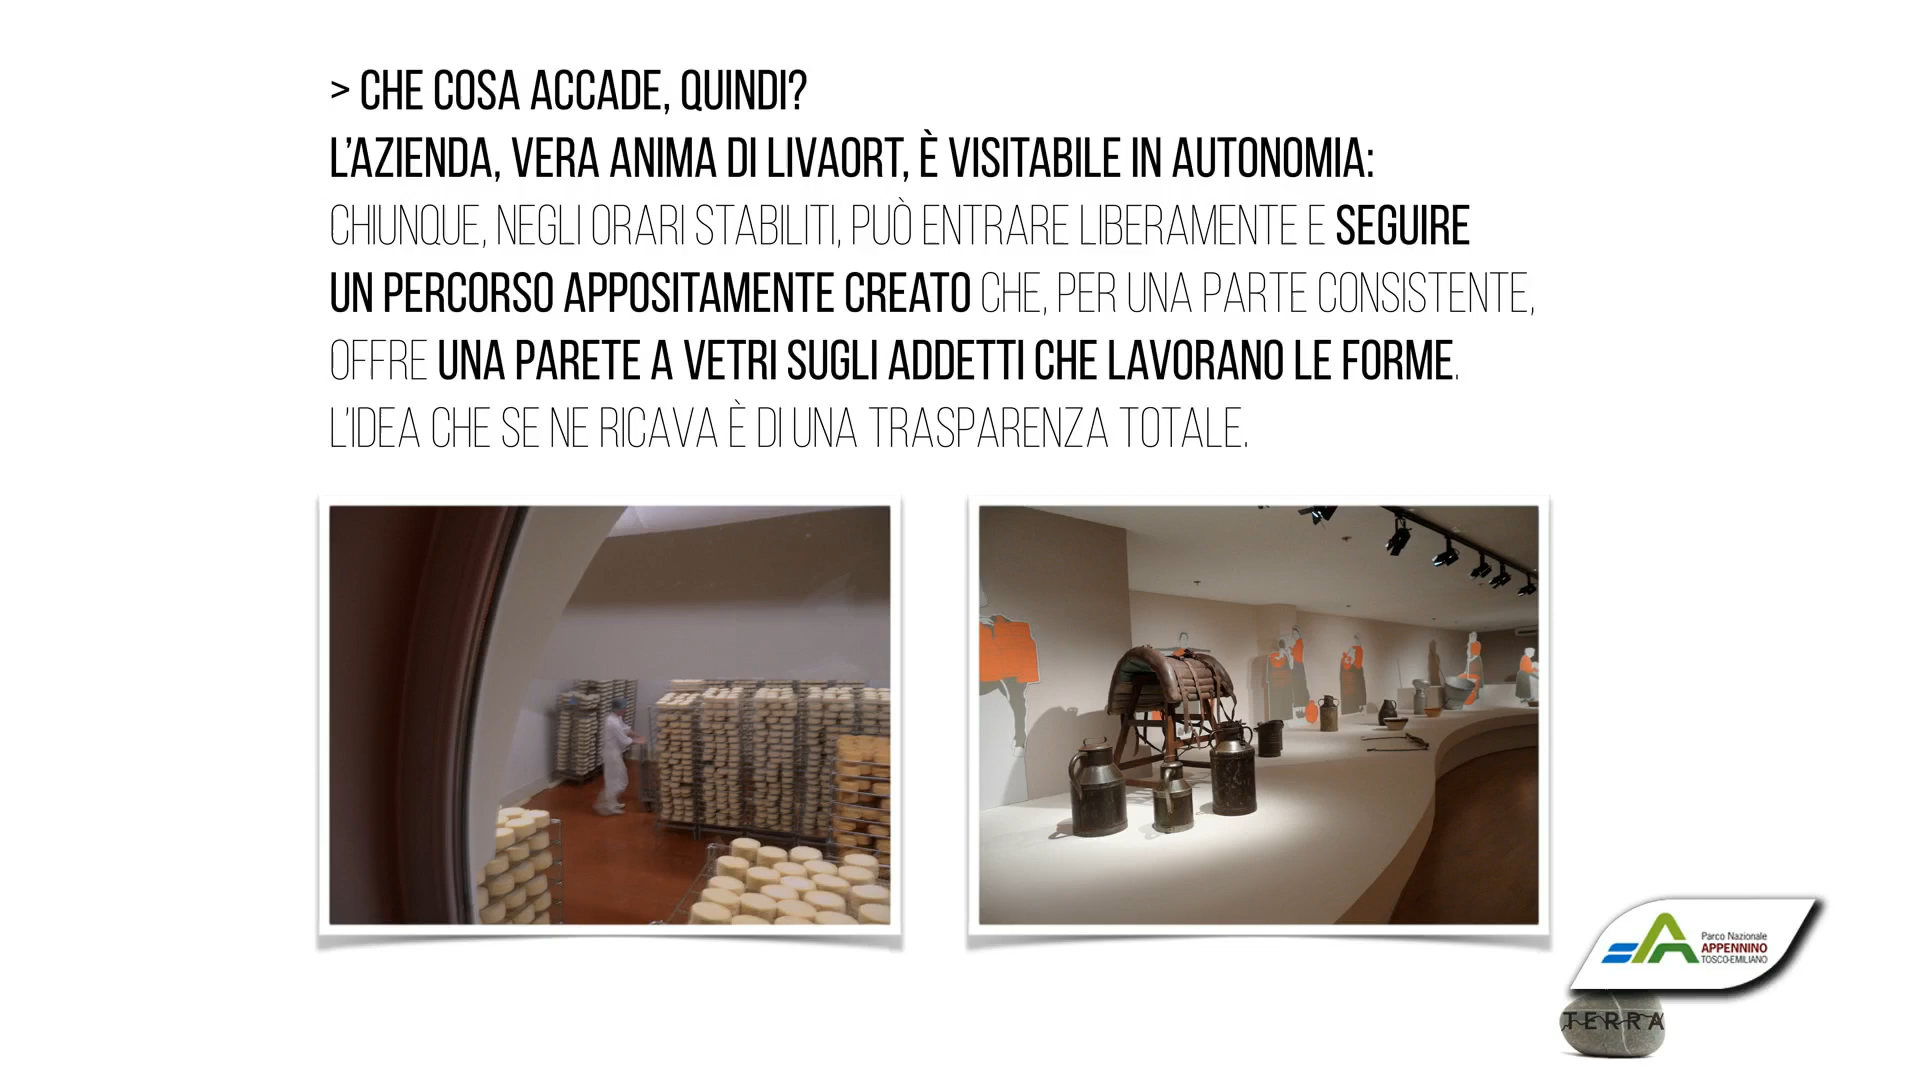 > CHE COSA ACCADE, QUINDI?
L'AZIENDA, VERA ANIMA DI LIVAORT, È VISITABILE IN AUTONOMIA:
CHIUNQUE, NEGLI ORARI STABILITI, PUÒ ENTRARE LIBERAMENTE E SEGUIRE
UN PERCORSO APPOSITAMENTE CREATO CHE, PER UNA PARTE CONSISTENTE,
OFFRE UNA PARETE A VETRI SUGLI ADDETTI CHE LAVORANO LE FORME.
L'IDEA CHE SE NE RICAVA È DI UNA TRASPARENZA TOTALE.
Parco Nazionale
APPENNINO
TOSCO-EMILIANO
TERRA